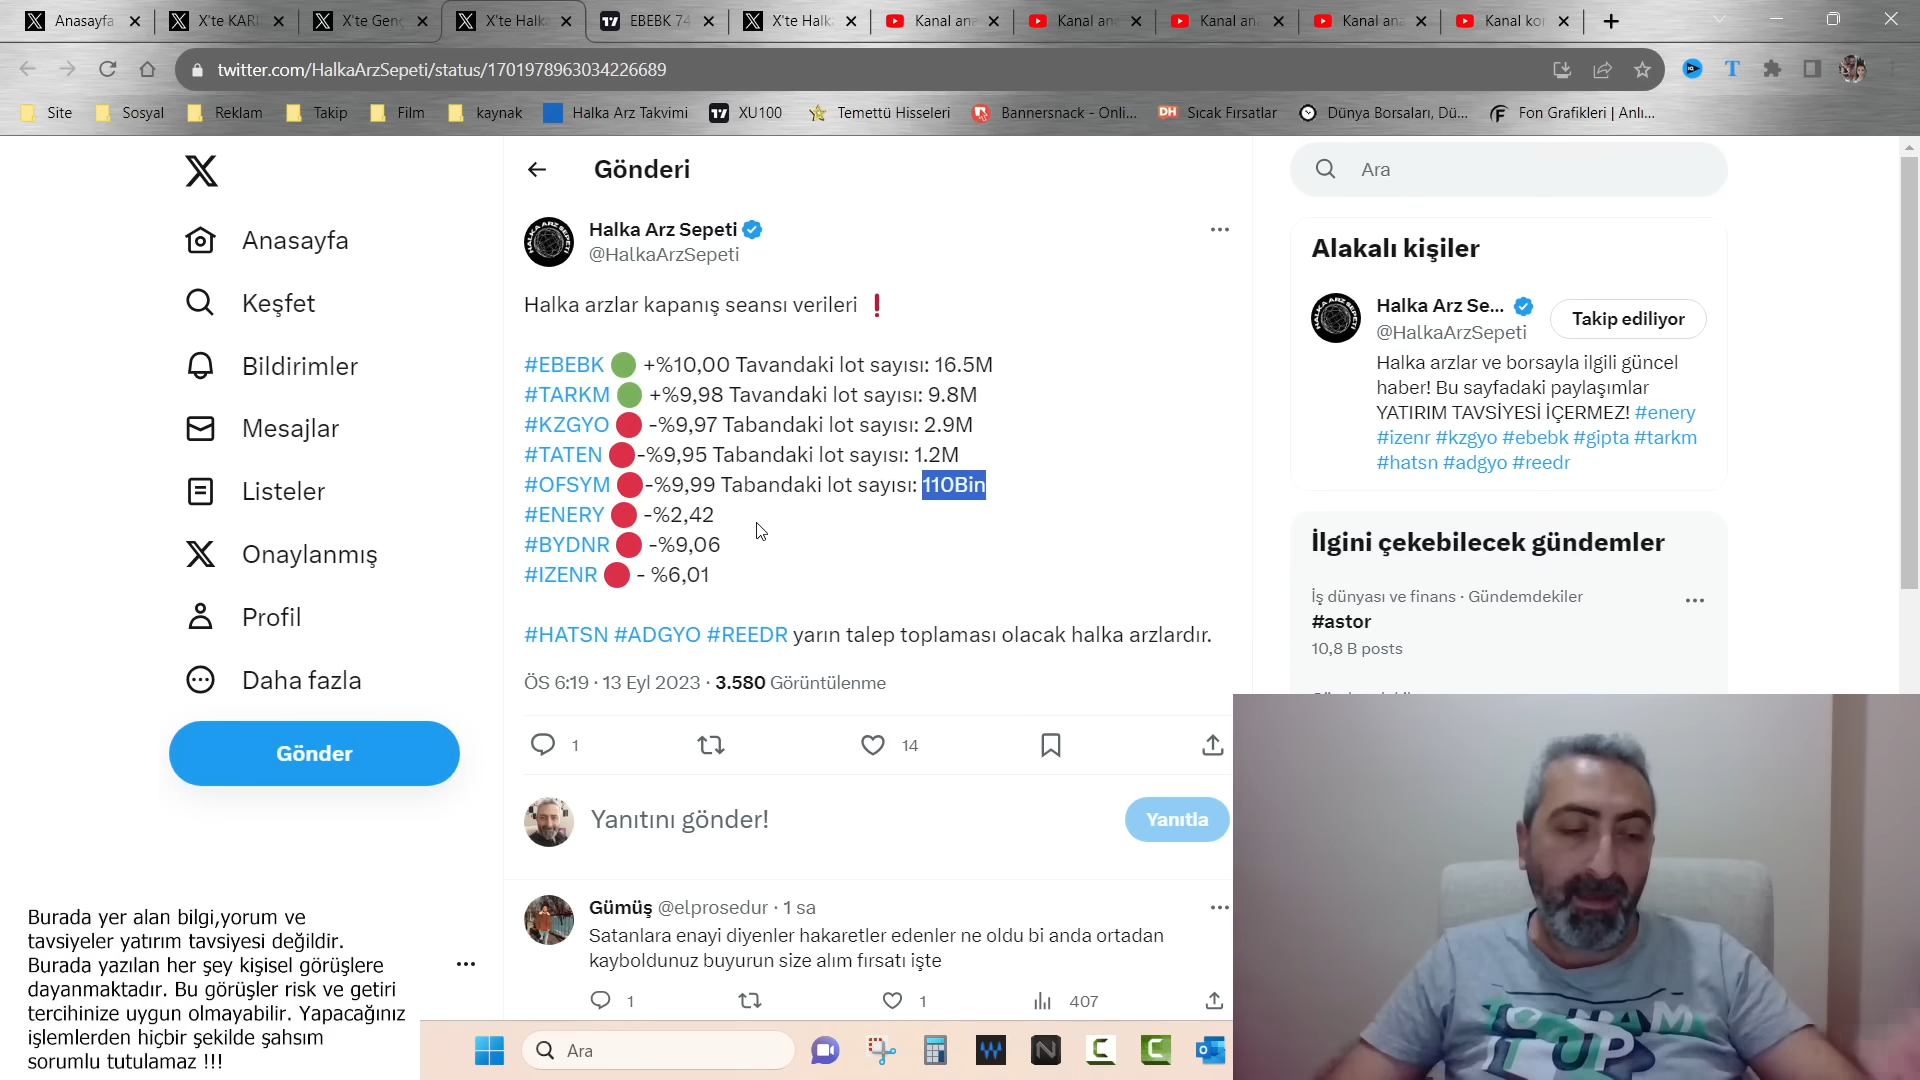 Anasayfa
X'te KARI
X'te Genç
X'te Halka
EBEBK 74
X'te Halk
Kanal ana
Kanal ana
Kanal ana
Kanal ana
Kanal kon
twitter.com/HalkaArzSepeti/status/1701978963034226689
Site
Sosyal
Reklam
Takip
Film
kaynak
Halka Arz Takvimi
XU100
Temettü Hisseleri
Bannersnack - Onli...
DH
Sıcak Fırsatlar
Dünya Borsaları, Dü...
Fon Grafikleri | Anlı...
Anasayfa
Keşfet
Bildirimler
Mesajlar
Listeler
Onaylanmış
Profil
Daha fazla
Gönder
Gönderi
Halka Arz Sepeti
@HalkaArzSepeti
Halka arzlar kapanış seansı verileri ❗
#EBEBK 🟢 +%10,00 Tavandaki lot sayısı: 16.5M
#TARKM 🟢 +%9,98 Tavandaki lot sayısı: 9.8M
#KZGYO 🔴 -%9,97 Tabandaki lot sayısı: 2.9M
#TATEN 🔴-%9,95 Tabandaki lot sayısı: 1.2M
#OFSYM 🔴-%9,99 Tabandaki lot sayısı: 110Bin
#ENERY 🔴 -%2,42
#BYDNR 🔴 -%9,06
#IZENR 🔴 - %6,01
#HATSN #ADGYO #REEDR yarın talep toplaması olacak halka arzlardır.
ÖS 6:19 · 13 Eyl 2023 · 3.580 Görüntülenme
1
14
Yanıtını gönder!
Yanıtla
Gümüş @elprosedur · 1 sa
Satanlara enayi diyenler hakaretler edenler ne oldu bi anda ortadan
kayboldunuz buyurun size alım fırsatı işte
1
1
407
Ara
Alakalı kişiler
Halka Arz Se...
@HalkaArzSepeti
Takip ediliyor
Halka arzlar ve borsayla ilgili güncel
haber! Bu sayfadaki paylaşımlar
YATIRIM TAVSİYESİ İÇERMEZ! #enery
#izenr #kzgyo #ebebk #gipta #tarkm
#hatsn #adgyo #reedr
İlgini çekebilecek gündemler
İş dünyası ve finans · Gündemdekiler
#astor
10,8 B posts
Burada yer alan bilgi,yorum ve
tavsiyeler yatırım tavsiyesi değildir.
Burada yazılan her şey kişisel görüşlere
dayanmaktadır. Bu görüşler risk ve getiri
tercihinize uygun olmayabilir. Yapacağınız
işlemlerden hiçbir şekilde şahsım
sorumlu tutulamaz !!!
Ara